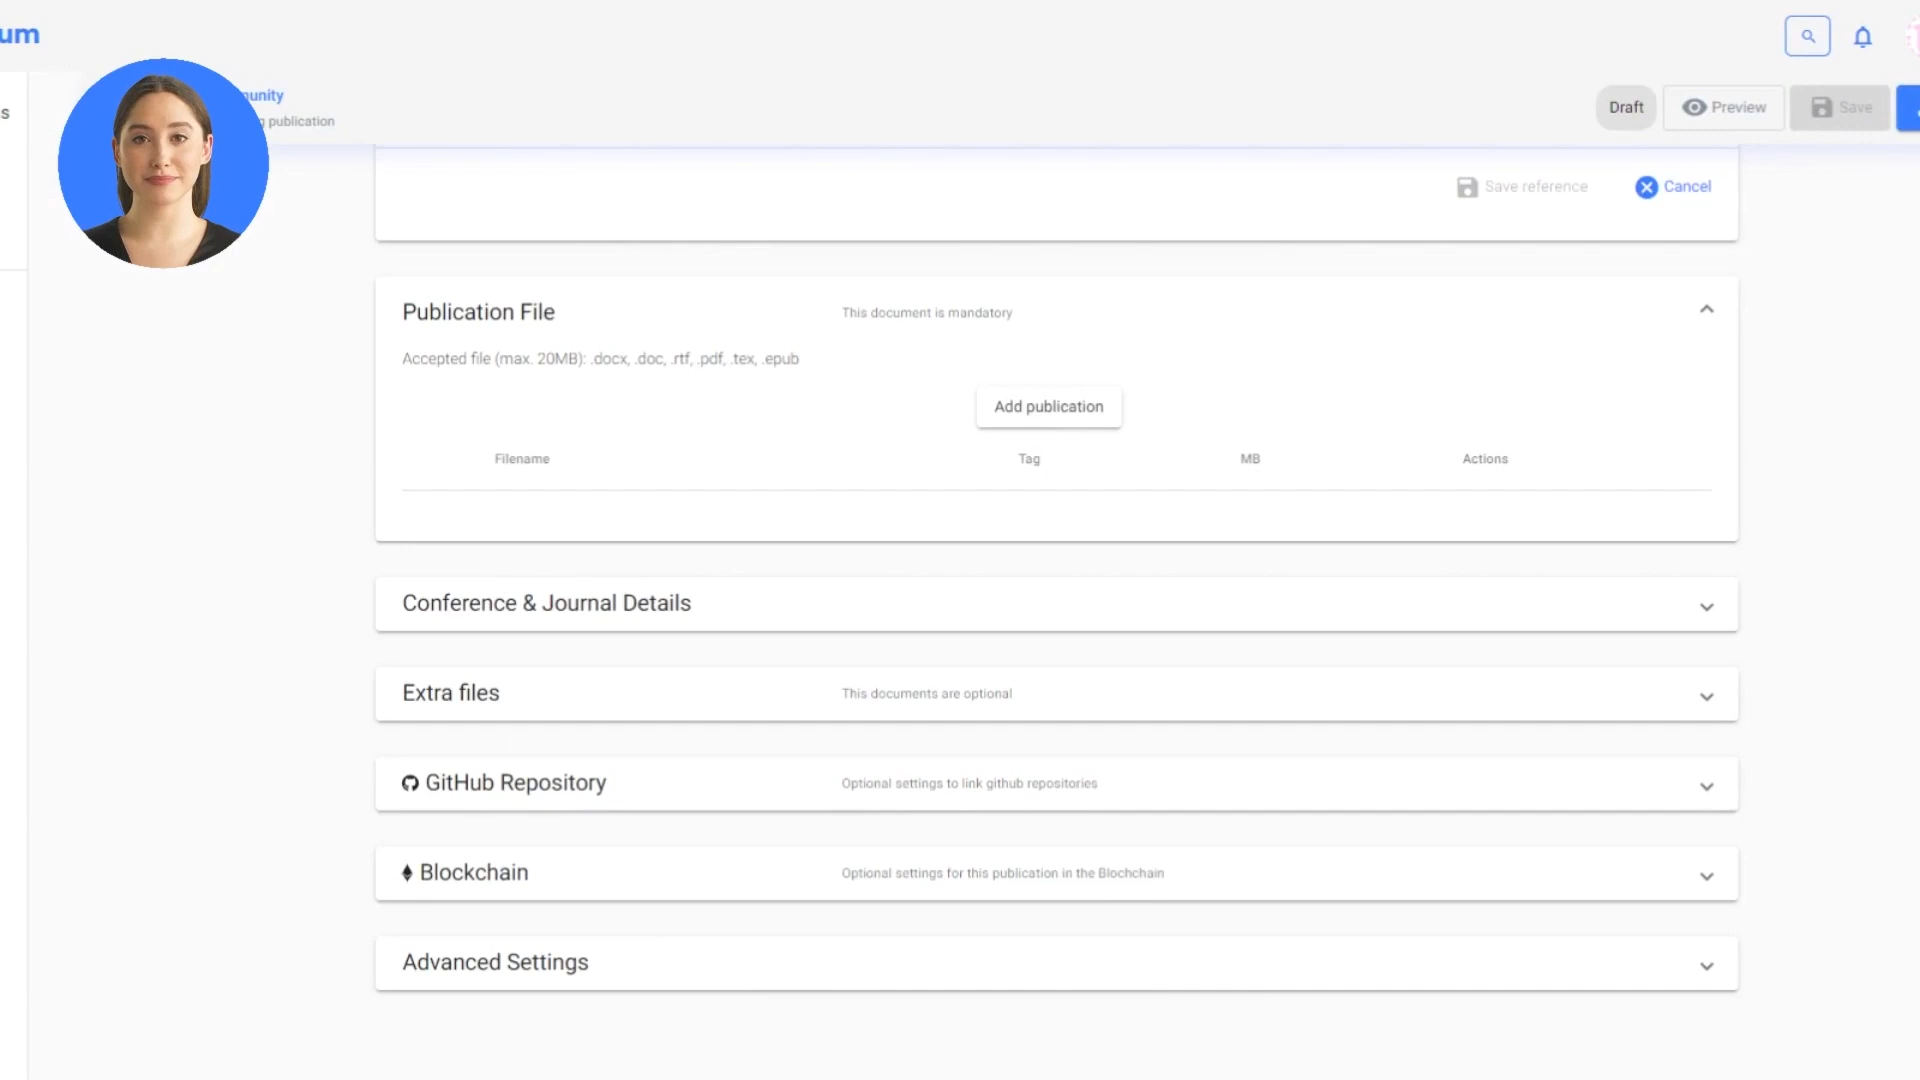 um
s
munity
publication
Draft
Preview
Save
Save reference
Cancel
Publication File
This document is mandatory
Accepted file (max. 20MB): .docx, .doc, .rtf, .pdf, .tex, .epub
Add publication
Filename Tag MB Actions
Conference & Journal Details
Extra files
This documents are optional
GitHub Repository
Optional settings to link github repositories
Blockchain
Optional settings for this publication in the Blochchain
Advanced Settings